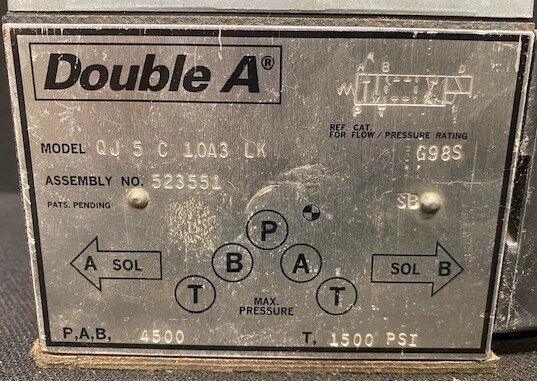 Double A®
A B
P T
MODEL QJ 5 C 10A3 LK
REF. CAT.
FOR FLOW / PRESSURE RATING
G98S
ASSEMBLY NO. 523551
PATS. PENDING
SB
P
B A
T T
A SOL
SOL B
MAX.
PRESSURE
P,A,B, 4500
T, 1500 PSI